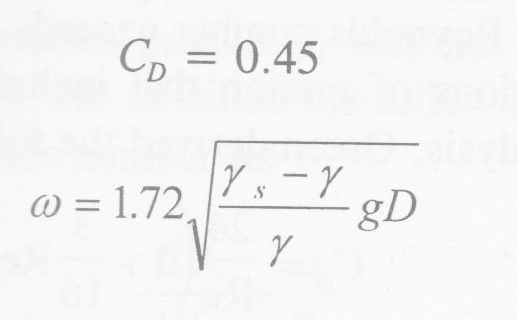 C_D = 0.45
ω = 1.72 √((γ_s − γ)/γ gD)